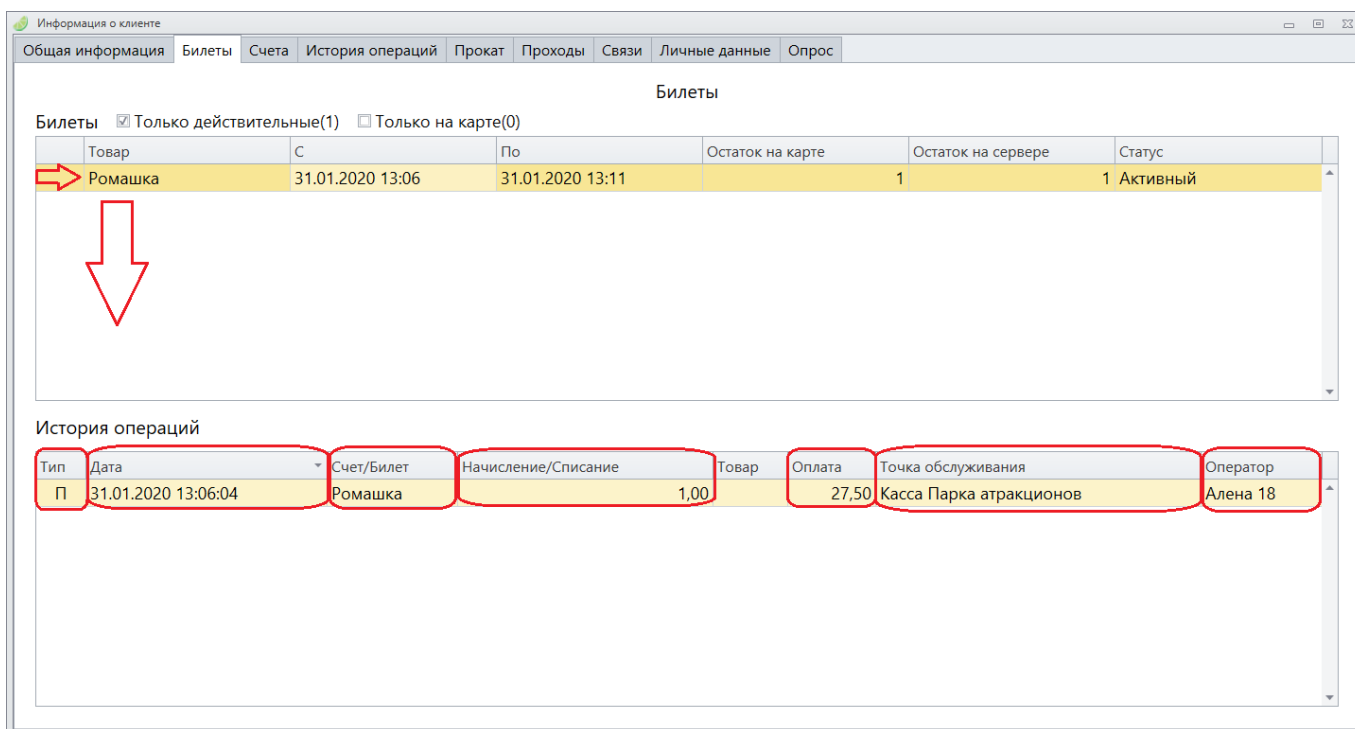 Информация о клиенте
Общая информация Билеты Счета История операций Прокат Проходы Связи Личные данные Опрос
Билеты
Билеты Только действительные(1) Только на карте(0)
Товар С По Остаток на карте Остаток на сервере Статус
Ромашка 31.01.2020 13:06 31.01.2020 13:11 1 1 Активный
История операций
Тип Дата Счет/Билет Начисление/Списание Товар Оплата Точка обслуживания Оператор
П 31.01.2020 13:06:04 Ромашка 1,00 27,50 Касса Парка атракционов Алена 18